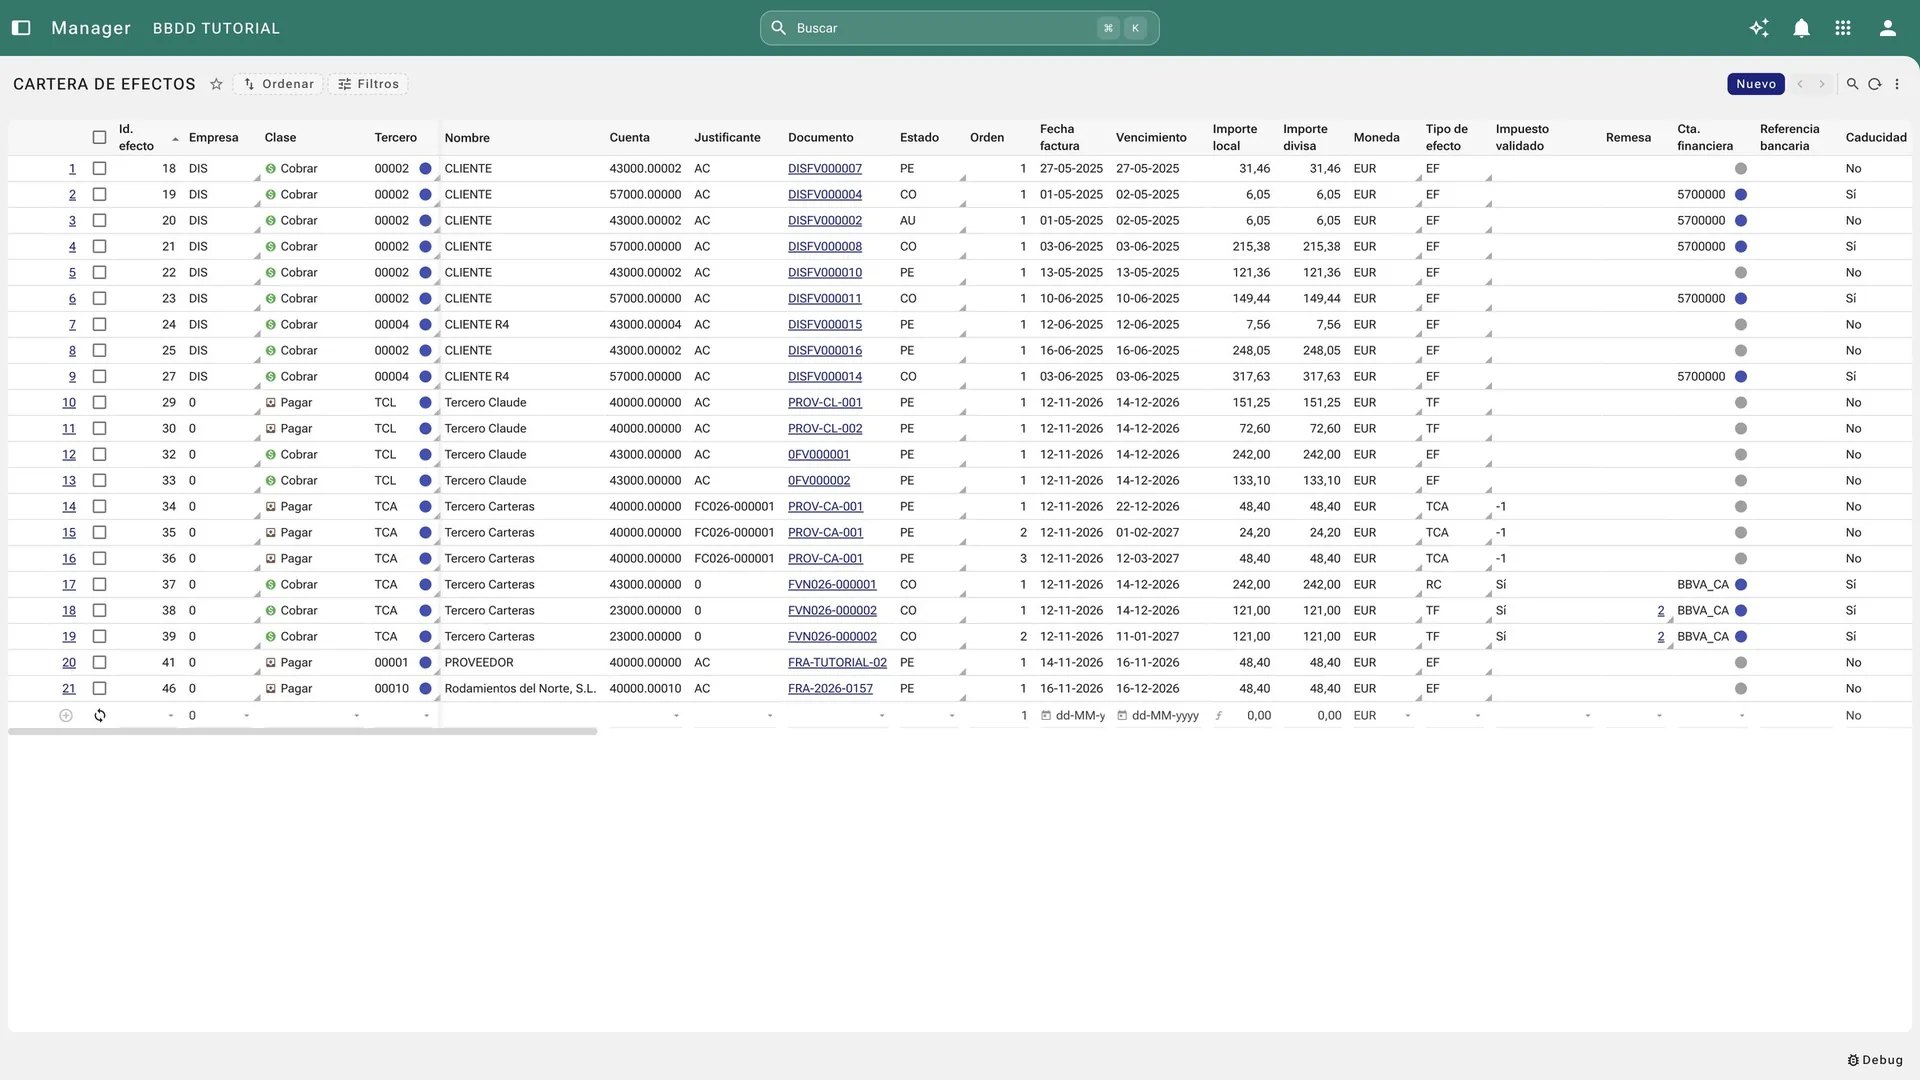 Manager BBDD TUTORIAL Buscar ⌘ K
CARTERA DE EFECTOS Ordenar Filtros Nuevo
Id. efecto Empresa Clase Tercero Nombre Cuenta Justificante Documento Estado Orden Fecha factura Vencimiento Importe local Importe divisa Moneda Tipo de efecto Impuesto validado Remesa Cta. financiera Referencia bancaria Caducidad
1 18 DIS Cobrar 00002 CLIENTE 43000.00002 AC DISFV000007 PE 1 27-05-2025 27-05-2025 31,46 31,46 EUR EF No
2 19 DIS Cobrar 00002 CLIENTE 57000.00000 AC DISFV000004 CO 1 01-05-2025 02-05-2025 6,05 6,05 EUR EF 5700000 Sí
3 20 DIS Cobrar 00002 CLIENTE 43000.00002 AC DISFV000002 AU 1 01-05-2025 02-05-2025 6,05 6,05 EUR EF 5700000 No
4 21 DIS Cobrar 00002 CLIENTE 57000.00000 AC DISFV000008 CO 1 03-06-2025 03-06-2025 215,38 215,38 EUR EF 5700000 Sí
5 22 DIS Cobrar 00002 CLIENTE 43000.00002 AC DISFV000010 PE 1 13-05-2025 13-05-2025 121,36 121,36 EUR EF No
6 23 DIS Cobrar 00002 CLIENTE 57000.00000 AC DISFV000011 CO 1 10-06-2025 10-06-2025 149,44 149,44 EUR EF 5700000 Sí
7 24 DIS Cobrar 00004 CLIENTE R4 43000.00004 AC DISFV000015 PE 1 12-06-2025 12-06-2025 7,56 7,56 EUR EF No
8 25 DIS Cobrar 00002 CLIENTE 43000.00002 AC DISFV000016 PE 1 16-06-2025 16-06-2025 248,05 248,05 EUR EF No
9 27 DIS Cobrar 00004 CLIENTE R4 57000.00000 AC DISFV000014 CO 1 03-06-2025 03-06-2025 317,63 317,63 EUR EF 5700000 Sí
10 29 0 Pagar TCL Tercero Claude 40000.00000 AC PROV-CL-001 PE 1 12-11-2026 14-12-2026 151,25 151,25 EUR TF No
11 30 0 Pagar TCL Tercero Claude 40000.00000 AC PROV-CL-002 PE 1 12-11-2026 14-12-2026 72,60 72,60 EUR TF No
12 32 0 Cobrar TCL Tercero Claude 43000.00000 AC 0FV000001 PE 1 12-11-2026 14-12-2026 242,00 242,00 EUR EF No
13 33 0 Cobrar TCL Tercero Claude 43000.00000 AC 0FV000002 PE 1 12-11-2026 14-12-2026 133,10 133,10 EUR EF No
14 34 0 Pagar TCA Tercero Carteras 40000.00000 FC026-000001 PROV-CA-001 PE 1 12-11-2026 22-12-2026 48,40 48,40 EUR TCA -1 No
15 35 0 Pagar TCA Tercero Carteras 40000.00000 FC026-000001 PROV-CA-001 PE 2 12-11-2026 01-02-2027 24,20 24,20 EUR TCA -1 No
16 36 0 Pagar TCA Tercero Carteras 40000.00000 FC026-000001 PROV-CA-001 PE 3 12-11-2026 12-03-2027 48,40 48,40 EUR TCA -1 No
17 37 0 Cobrar TCA Tercero Carteras 43000.00000 0 FVN026-000001 CO 1 12-11-2026 14-12-2026 242,00 242,00 EUR RC Sí BBVA_CA Sí
18 38 0 Cobrar TCA Tercero Carteras 23000.00000 0 FVN026-000002 CO 1 12-11-2026 14-12-2026 121,00 121,00 EUR TF Sí 2 BBVA_CA Sí
19 39 0 Cobrar TCA Tercero Carteras 23000.00000 0 FVN026-000002 CO 2 12-11-2026 11-01-2027 121,00 121,00 EUR TF Sí 2 BBVA_CA Sí
20 41 0 Pagar 00001 PROVEEDOR 40000.00000 AC FRA-TUTORIAL-02 PE 1 14-11-2026 16-11-2026 48,40 48,40 EUR EF No
21 46 0 Pagar 00010 Rodamientos del Norte, S.L. 40000.00010 AC FRA-2026-0157 PE 1 16-11-2026 16-12-2026 48,40 48,40 EUR EF No
0 1 dd-MM-y dd-MM-yyyy 0,00 0,00 EUR No
Debug